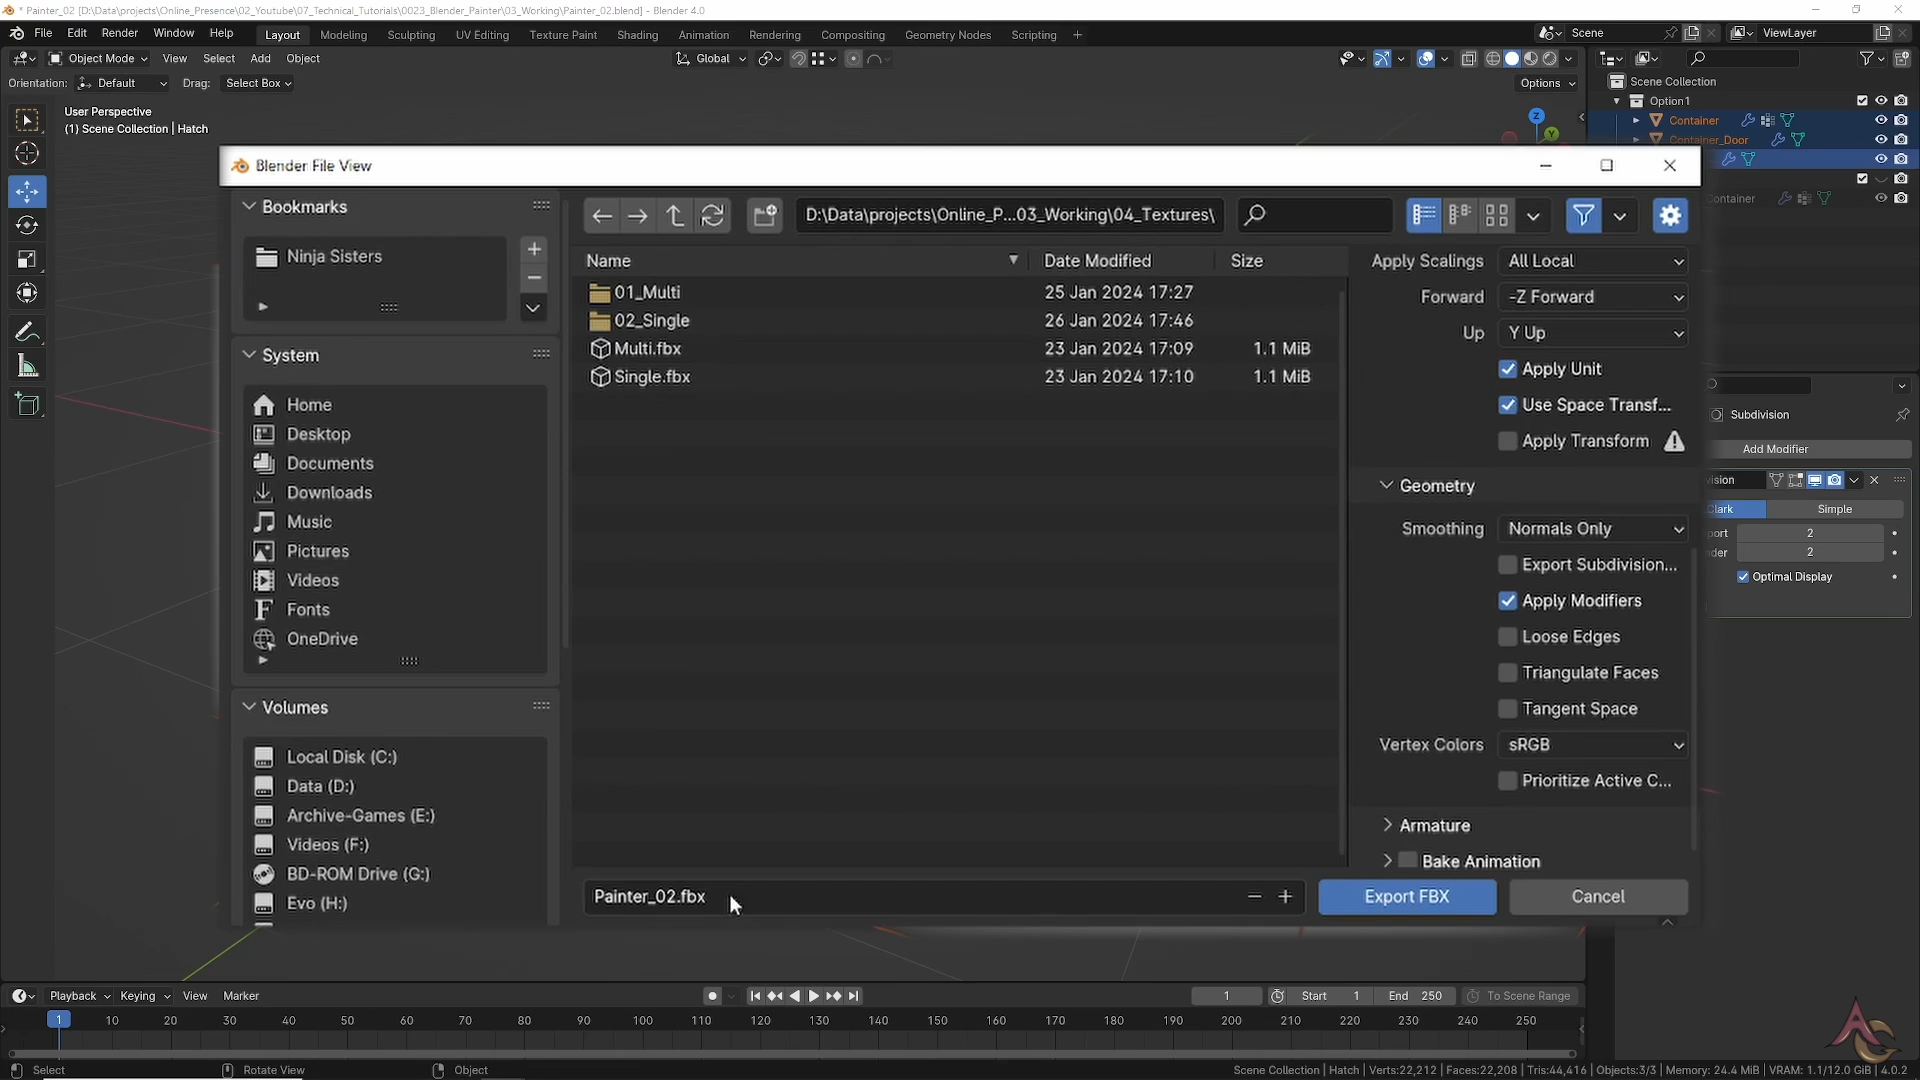 * Painter_02 [D:\Data\projects\Online_Presence\02_Youtube\07_Technical_Tutorials\0023_Blender_Painter\03_Working\Painter_02.blend] - Blender 4.0
File Edit Render Window Help Layout Modeling Sculpting UV Editing Texture Paint Shading Animation Rendering Compositing Geometry Nodes Scripting + Scene ViewLayer
Object Mode View Select Add Object Global
Orientation: Default Drag: Select Box Options
Scene Collection
Option1
Container
Container_Door
ontainer
User Perspective
(1) Scene Collection | Hatch
Z
Y
Blender File View
Bookmarks
Ninja Sisters
System
Home
Desktop
Documents
Downloads
Music
Pictures
Videos
Fonts
OneDrive
Volumes
Local Disk (C:)
Data (D:)
Archive-Games (E:)
Videos (F:)
BD-ROM Drive (G:)
Evo (H:)
D:\Data\projects\Online_P...03_Working\04_Textures\
Name Date Modified Size
01_Multi 25 Jan 2024 17:27
02_Single 26 Jan 2024 17:46
Multi.fbx 23 Jan 2024 17:09 1.1 MiB
Single.fbx 23 Jan 2024 17:10 1.1 MiB
Apply Scalings All Local
Forward -Z Forward
Up Y Up
Apply Unit
Use Space Transf...
Apply Transform
Geometry
Smoothing Normals Only
Export Subdivision...
Apply Modifiers
Loose Edges
Triangulate Faces
Tangent Space
Vertex Colors sRGB
Prioritize Active C...
Armature
Bake Animation
Painter_02.fbx Export FBX Cancel
Subdivision
Add Modifier
vision
Clark Simple
port 2
nder 2
Optimal Display
Playback Keying View Marker 1 Start 1 End 250 To Scene Range
1 10 20 30 40 50 60 70 80 90 100 110 120 130 140 150 160 170 180 190 200 210 220 230 240 250
Select Rotate View Object Scene Collection | Hatch | Verts:22,212 | Faces:22,208 | Tris:44,416 | Objects:3/3 | Memory: 24.4 MiB | VRAM: 1.1/12.0 GiB | 4.0.2